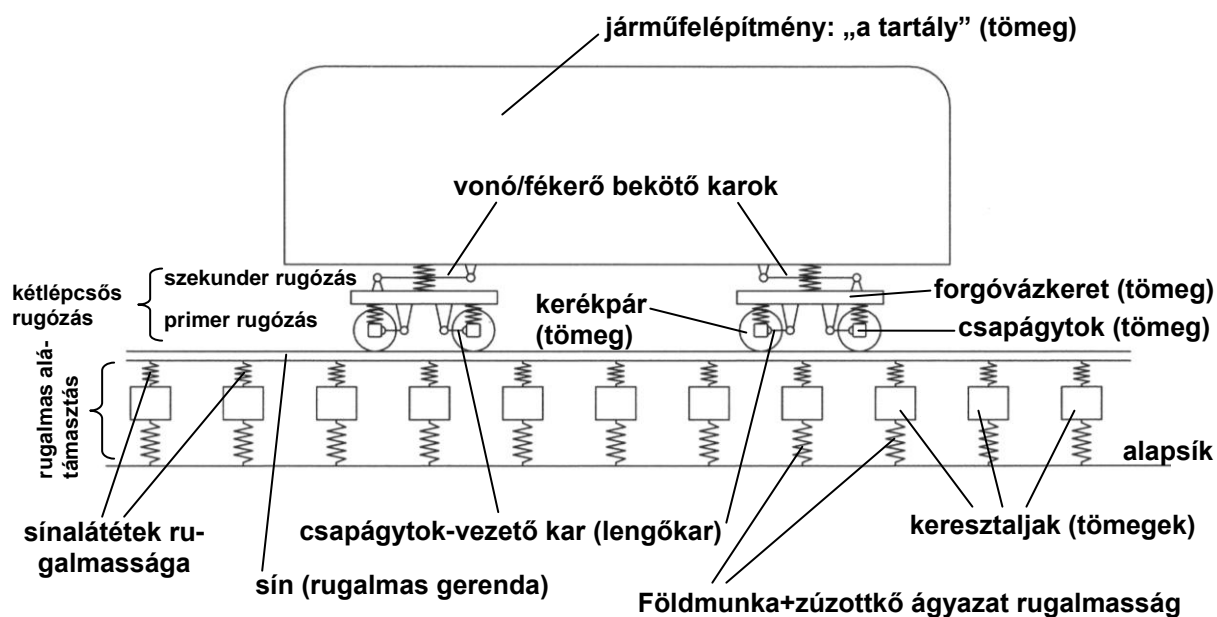 járműfelépítmény: „a tartály” (tömeg)
vonó/fékerő bekötő karok
szekunder rugózás
kétlépcsős
rugózás
primer rugózás
kerékpár
(tömeg)
forgóvázkeret (tömeg)
csapágytok (tömeg)
rugalmas alá-
támasztás
alapsík
sínalátétek ru-
galmassága
csapágytok-vezető kar (lengőkar)
keresztaljak (tömegek)
sín (rugalmas gerenda)
Földmunka+zúzottkő ágyazat rugalmasság